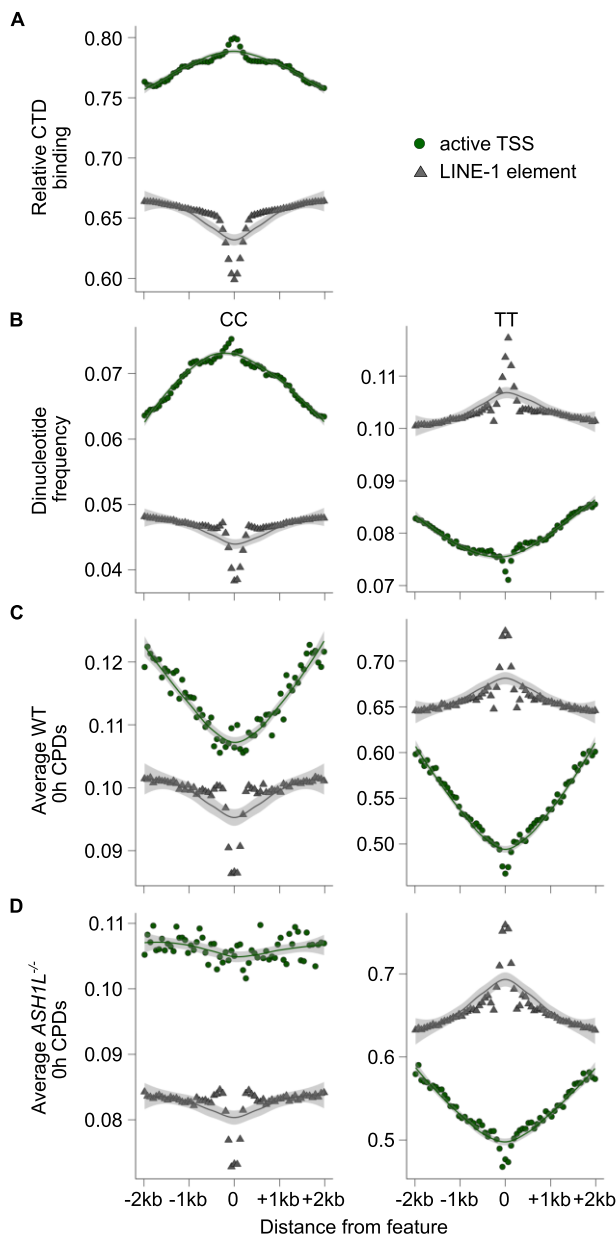 A
Relative CTD
binding
0.80
0.75
0.70
0.65
0.60
active TSS
LINE-1 element
B
CC
TT
Dinucleotide
frequency
0.07
0.06
0.05
0.04
0.11
0.10
0.09
0.08
0.07
C
Average WT
0h CPDs
0.12
0.11
0.10
0.09
0.70
0.65
0.60
0.55
0.50
D
Average ASH1L-/-
0h CPDs
0.11
0.10
0.09
0.08
0.7
0.6
0.5
-2kb -1kb 0 +1kb +2kb
-2kb -1kb 0 +1kb +2kb
Distance from feature